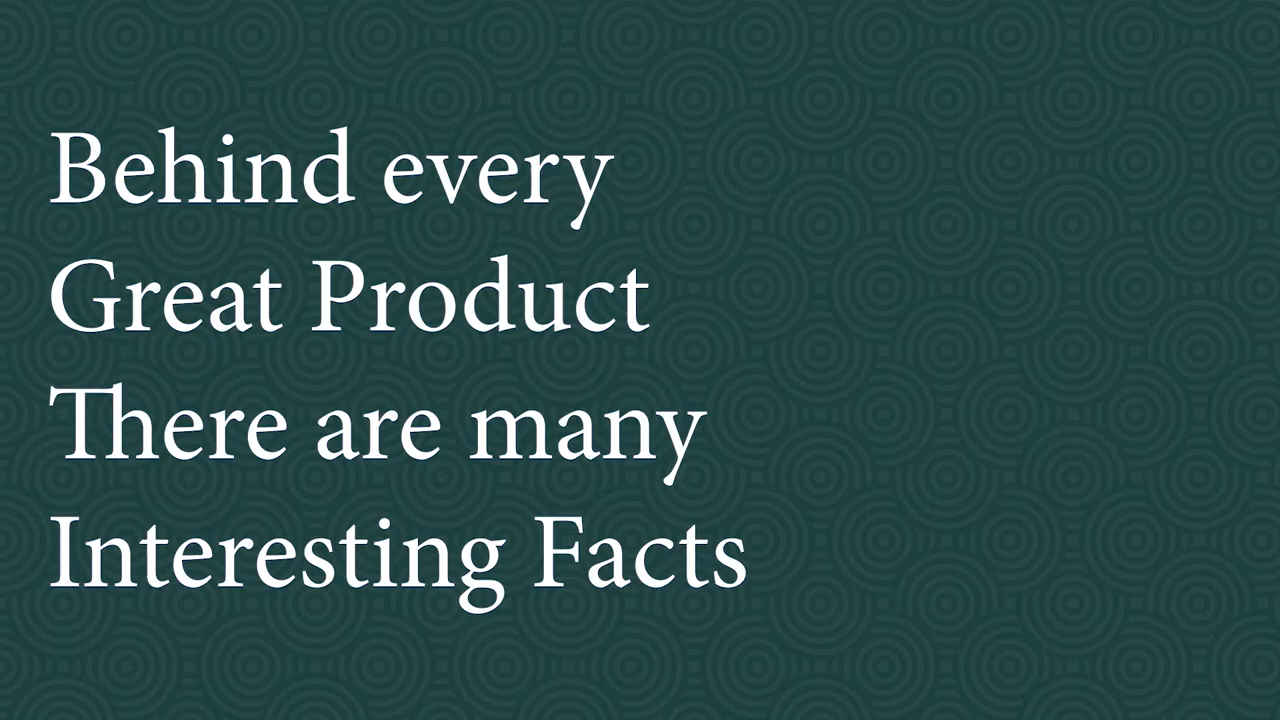 Behind every
Great Product
There are many
Interesting Facts